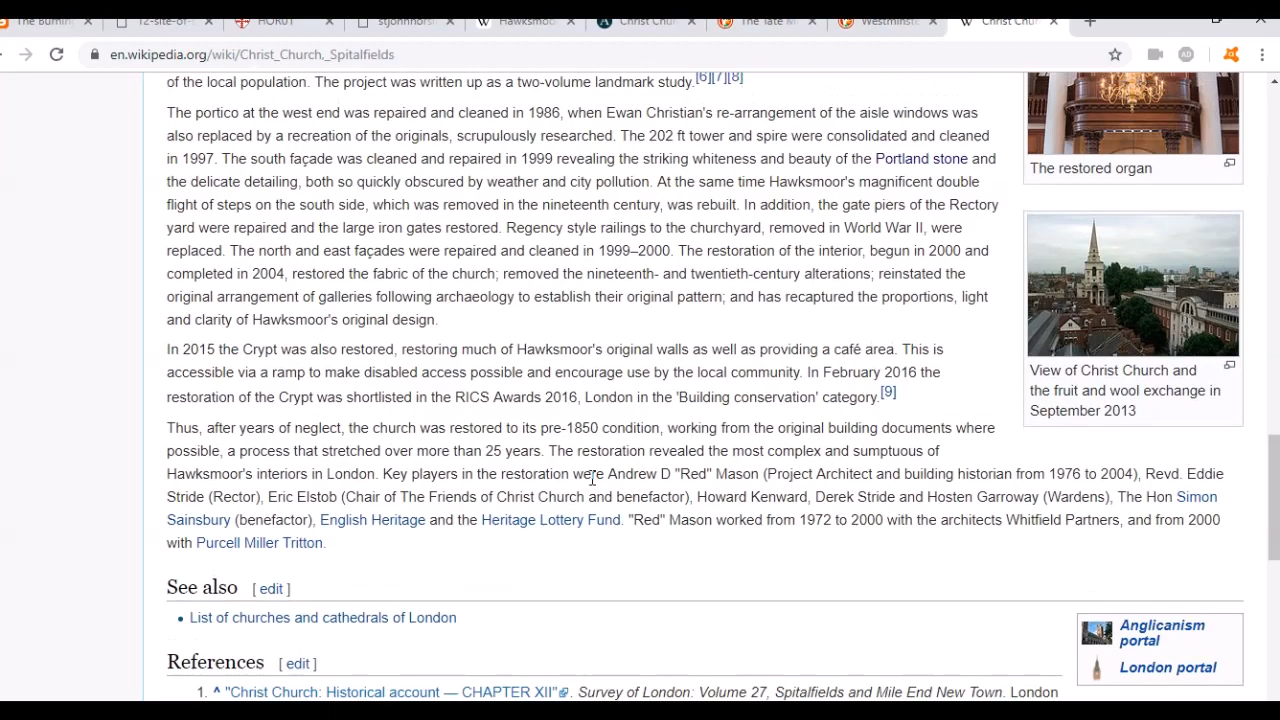 The Burnin
12-site-of-s
HORUT
stjohnhorsl
Hawksmoo
Christ Chur
The Tate M
Westminste
Christ Chu
en.wikipedia.org/wiki/Christ_Church,_Spitalfields
of the local population. The project was written up as a two-volume landmark study.[6][7][8]
The portico at the west end was repaired and cleaned in 1986, when Ewan Christian's re-arrangement of the aisle windows was
also replaced by a recreation of the originals, scrupulously researched. The 202 ft tower and spire were consolidated and cleaned
in 1997. The south façade was cleaned and repaired in 1999 revealing the striking whiteness and beauty of the Portland stone and
the delicate detailing, both so quickly obscured by weather and city pollution. At the same time Hawksmoor's magnificent double
flight of steps on the south side, which was removed in the nineteenth century, was rebuilt. In addition, the gate piers of the Rectory
yard were repaired and the large iron gates restored. Regency style railings to the churchyard, removed in World War II, were
replaced. The north and east façades were repaired and cleaned in 1999–2000. The restoration of the interior, begun in 2000 and
completed in 2004, restored the fabric of the church; removed the nineteenth- and twentieth-century alterations; reinstated the
original arrangement of galleries following archaeology to establish their original pattern; and has recaptured the proportions, light
and clarity of Hawksmoor's original design.
The restored organ
In 2015 the Crypt was also restored, restoring much of Hawksmoor's original walls as well as providing a café area. This is
accessible via a ramp to make disabled access possible and encourage use by the local community. In February 2016 the
restoration of the Crypt was shortlisted in the RICS Awards 2016, London in the 'Building conservation' category.[9]
View of Christ Church and
the fruit and wool exchange in
September 2013
Thus, after years of neglect, the church was restored to its pre-1850 condition, working from the original building documents where
possible, a process that stretched over more than 25 years. The restoration revealed the most complex and sumptuous of
Hawksmoor's interiors in London. Key players in the restoration were Andrew D "Red" Mason (Project Architect and building historian from 1976 to 2004), Revd. Eddie
Stride (Rector), Eric Elstob (Chair of The Friends of Christ Church and benefactor), Howard Kenward, Derek Stride and Hosten Garroway (Wardens), The Hon Simon
Sainsbury (benefactor), English Heritage and the Heritage Lottery Fund. "Red" Mason worked from 1972 to 2000 with the architects Whitfield Partners, and from 2000
with Purcell Miller Tritton.
See also [ edit ]
• List of churches and cathedrals of London
Anglicanism
portal
London portal
References [ edit ]
1. ^ "Christ Church: Historical account — CHAPTER XII". Survey of London: Volume 27, Spitalfields and Mile End New Town. London